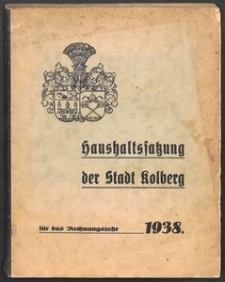 Haushaltssatzung
der Stadt Kolberg
für das Rechnungsjahr 1938.